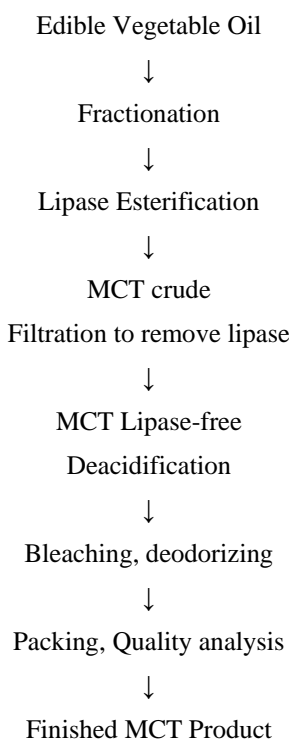 Edible Vegetable Oil
↓
Fractionation
↓
Lipase Esterification
↓
MCT crude
Filtration to remove lipase
↓
MCT Lipase-free
Deacidification
↓
Bleaching, deodorizing
↓
Packing, Quality analysis
↓
Finished MCT Product